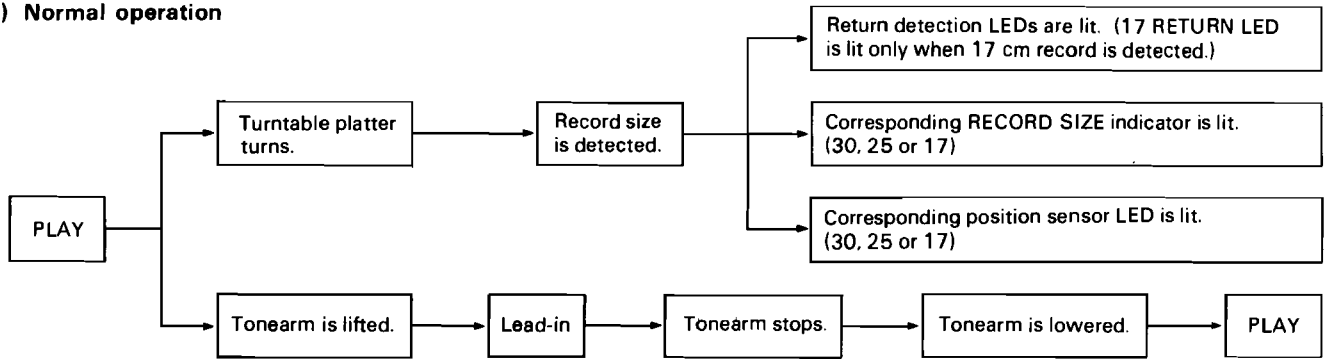 ) Normal operation
Return detection LEDs are lit. (17 RETURN LED
is lit only when 17 cm record is detected.)
Turntable platter
turns.
Record size
is detected.
Corresponding RECORD SIZE indicator is lit.
(30, 25 or 17)
Corresponding position sensor LED is lit.
(30, 25 or 17)
PLAY
Tonearm is lifted.
Lead-in
Tonearm stops.
Tonearm is lowered.
PLAY